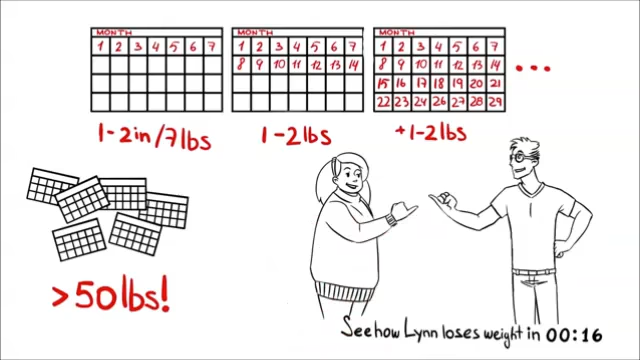 MONTH
1 2 3 4 5 6 7
MONTH
1 2 3 4 5 6 7
8 9 10 11 12 13 14
MONTH
1 2 3 4 5 6 7
8 9 10 11 12 13 14
15 16 17 18 19 20 21
22 23 24 26 27 28 29
...
1-2in/7lbs
1-2lbs
+1-2lbs
>50lbs!
See how Lynn loses weight in 00:16